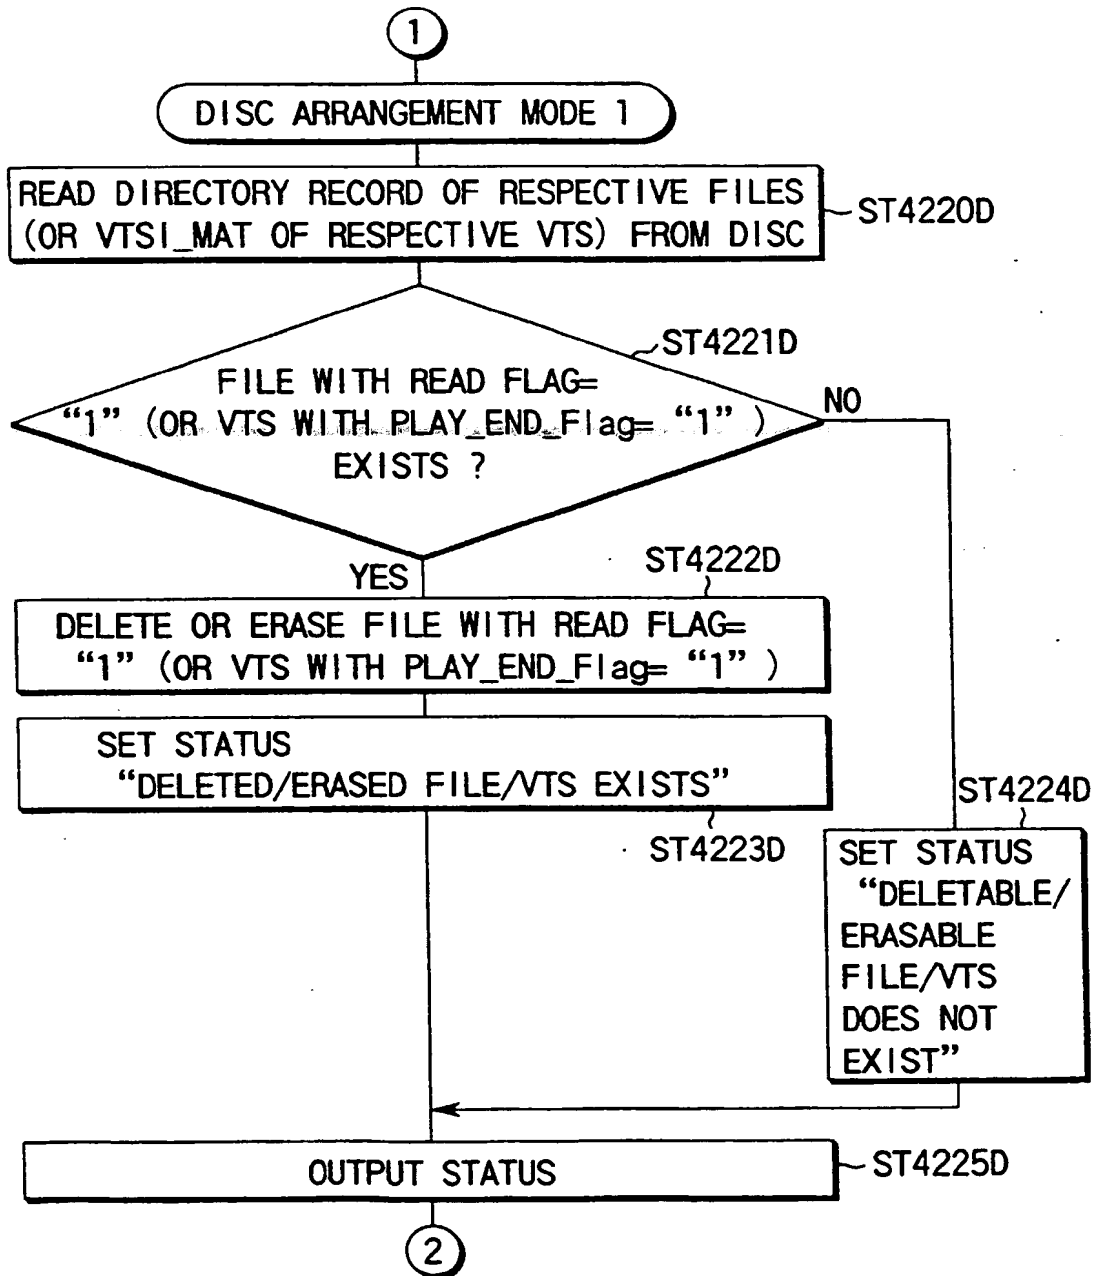 1
DISC ARRANGEMENT MODE 1
READ DIRECTORY RECORD OF RESPECTIVE FILES
(OR VTSI_MAT OF RESPECTIVE VTS) FROM DISC
ST4220D
ST4221D
FILE WITH READ FLAG=
“1” (OR VTS WITH PLAY_END_Flag= “1” )
EXISTS ?
NO
YES
ST4222D
DELETE OR ERASE FILE WITH READ FLAG=
“1” (OR VTS WITH PLAY_END_Flag= “1” )
SET STATUS
“DELETED/ERASED FILE/VTS EXISTS”
ST4223D
ST4224D
SET STATUS
“DELETABLE/
ERASABLE
FILE/VTS
DOES NOT
EXIST”
OUTPUT STATUS
ST4225D
2